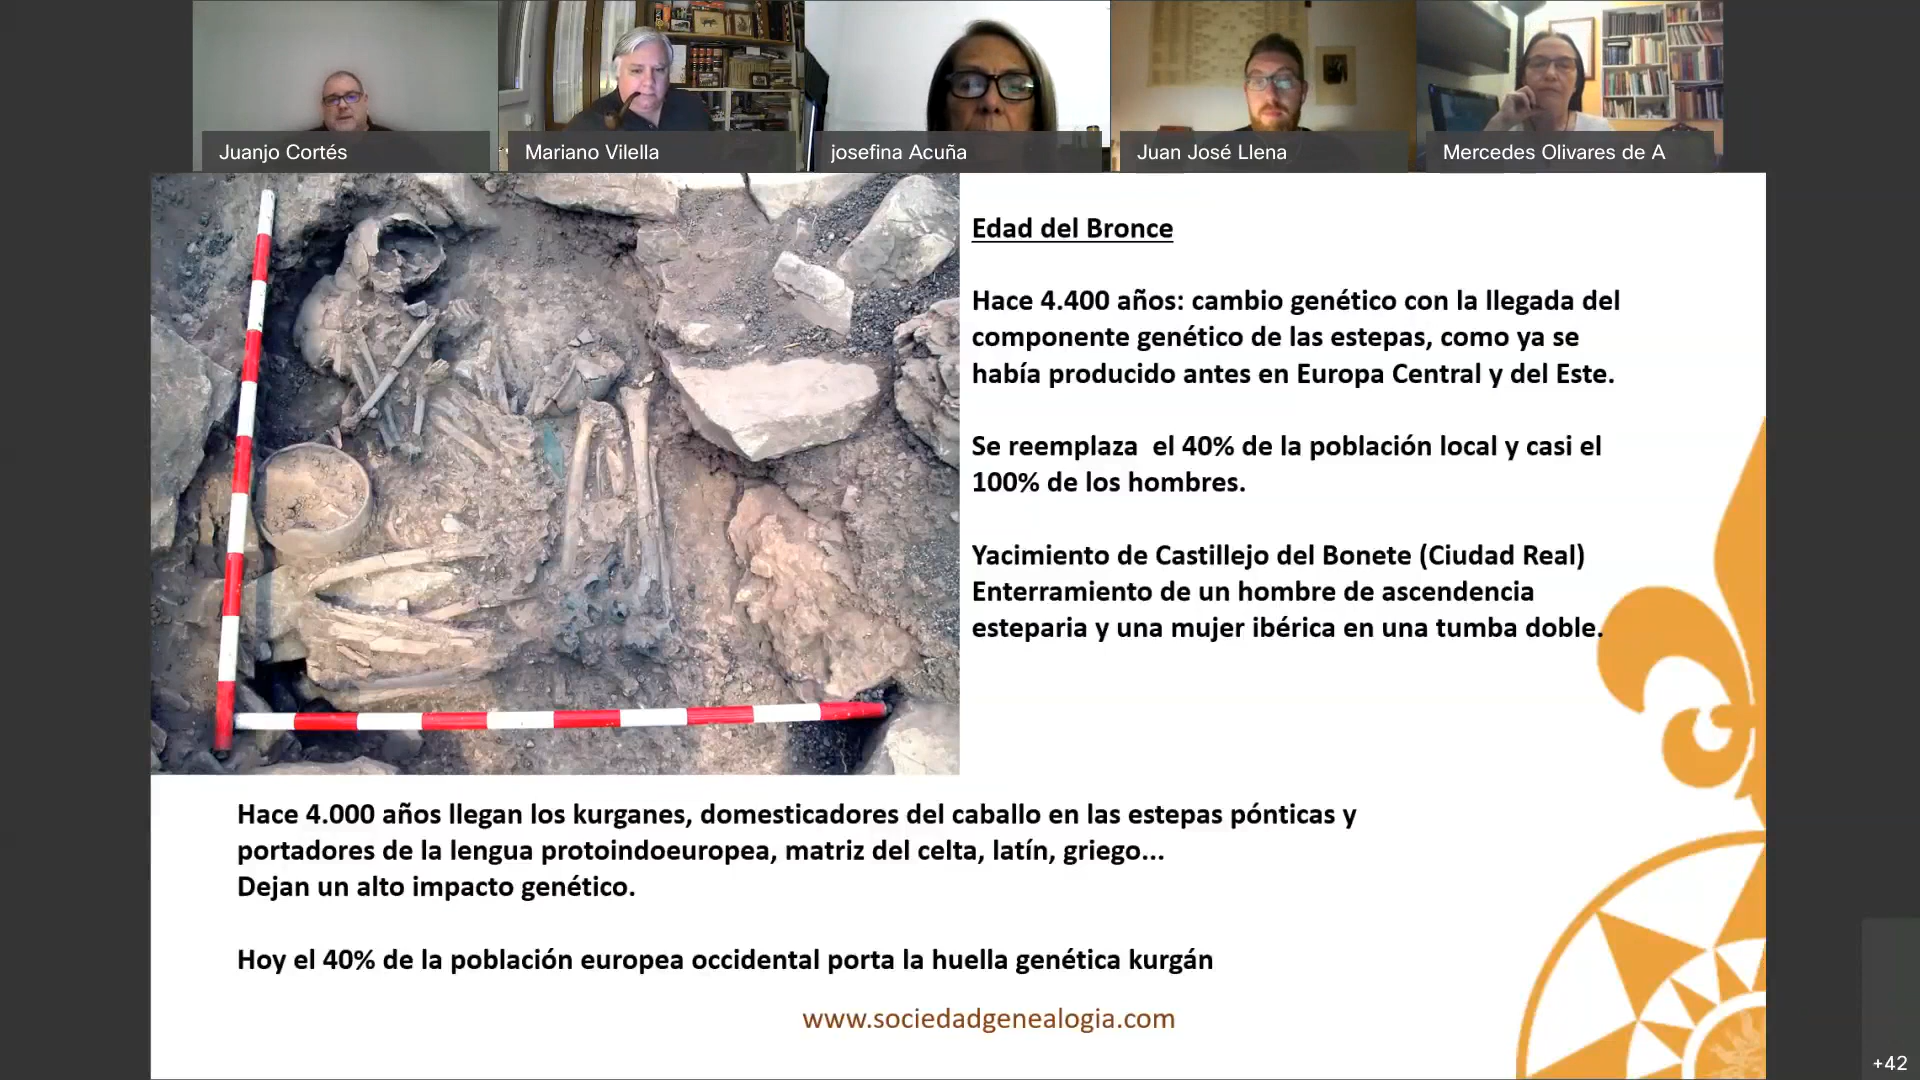 Juanjo Cortés
Mariano Vilella
josefina Acuña
Juan José Llena
Mercedes Olivares de A
Edad del Bronce
Hace 4.400 años: cambio genético con la llegada del
componente genético de las estepas, como ya se
había producido antes en Europa Central y del Este.
Se reemplaza  el 40% de la población local y casi el
100% de los hombres.
Yacimiento de Castillejo del Bonete (Ciudad Real)
Enterramiento de un hombre de ascendencia
esteparia y una mujer ibérica en una tumba doble.
Hace 4.000 años llegan los kurganes, domesticadores del caballo en las estepas pónticas y
portadores de la lengua protoindoeuropea, matriz del celta, latín, griego...
Dejan un alto impacto genético.
Hoy el 40% de la población europea occidental porta la huella genética kurgán
www.sociedadgenealogia.com
+42